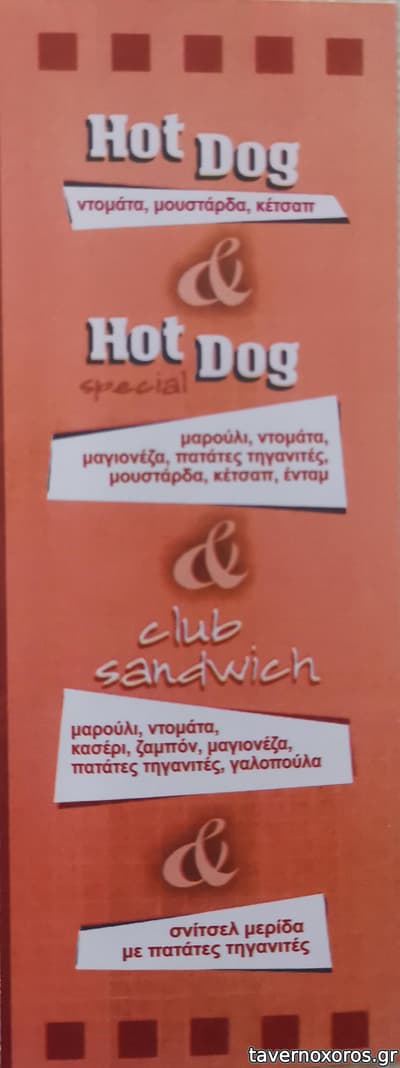 Hot Dog
ντομάτα, μουστάρδα, κέτσαπ
&
Hot Dog
special
μαρούλι, ντομάτα,
μαγιονέζα, πατάτες τηγανιτές,
μουστάρδα, κέτσαπ, ένταμ
&
club
sandwich
μαρούλι, ντομάτα,
κασέρι, ζαμπόν, μαγιονέζα,
πατάτες τηγανιτές, γαλοπούλα
&
σνίτσελ μερίδα
με πατάτες τηγανιτές
tavernoxoros.gr